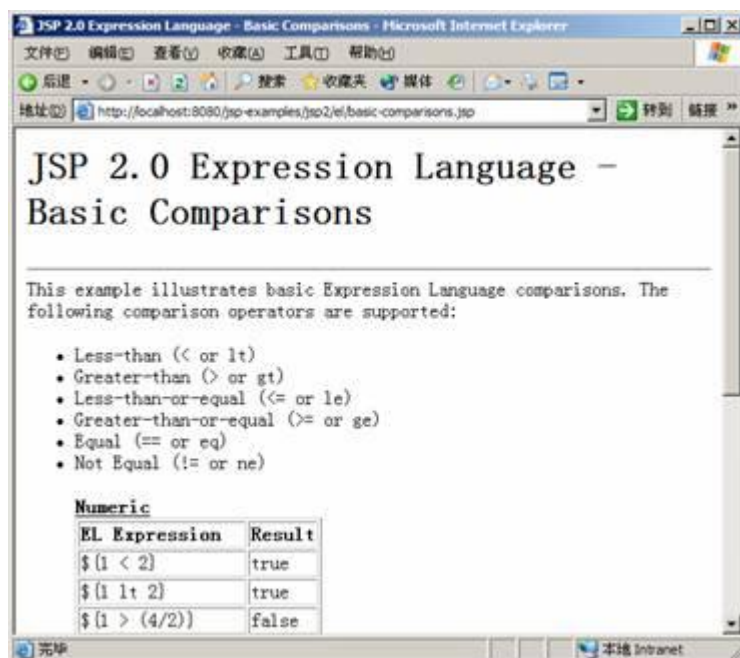 JSP 2.0 Expression Language - Basic Comparisons - Microsoft Internet Explorer
文件(F) 编辑(E) 查看(V) 收藏(A) 工具(T) 帮助(H)
后退 搜索 收藏夹 媒体
地址(D) http://localhost:8080/jsp-examples/jsp2/el/basic-comparisons.jsp 转到 链接 »
JSP 2.0 Expression Language -
Basic Comparisons
This example illustrates basic Expression Language comparisons. The
following comparison operators are supported:
• Less-than (< or lt)
• Greater-than (> or gt)
• Less-than-or-equal (<= or le)
• Greater-than-or-equal (>= or ge)
• Equal (== or eq)
• Not Equal (!= or ne)
Numeric
EL Expression Result
${1 < 2} true
${1 lt 2} true
${1 > (4/2)} false
完毕 本地 Intranet